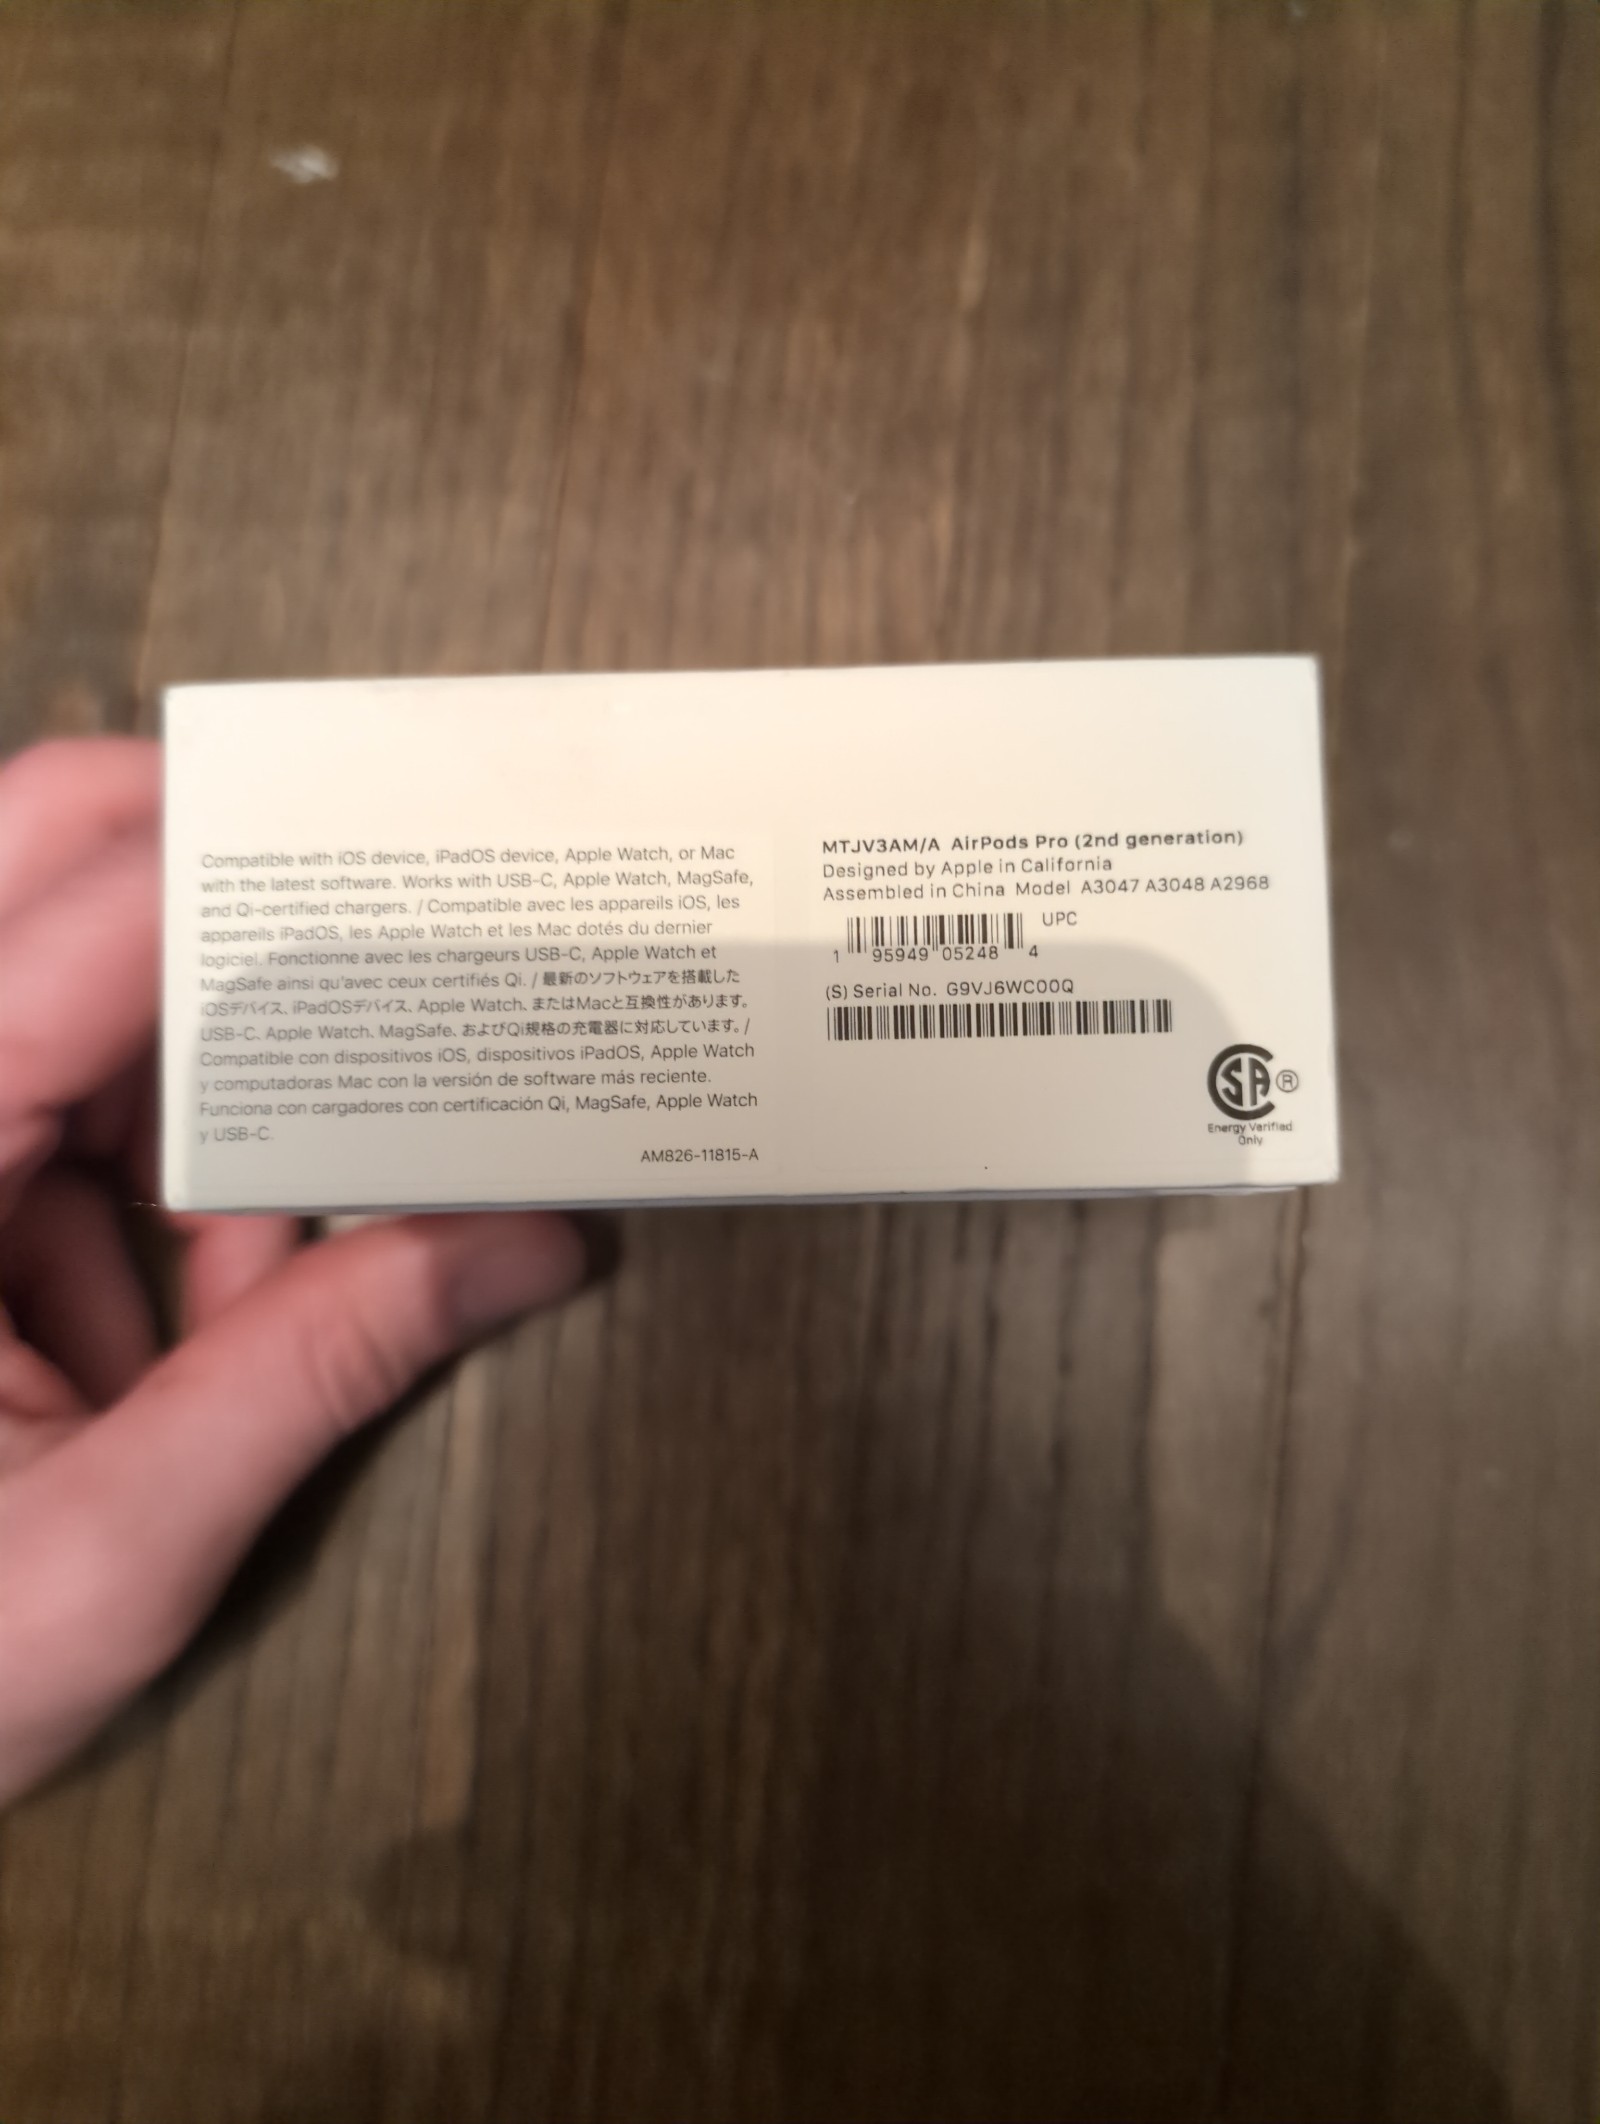 Compatible with iOS device, iPadOS device, Apple Watch, or Mac
with the latest software. Works with USB-C, Apple Watch, MagSafe,
and Qi-certified chargers. / Compatible avec les appareils iOS, les
appareils iPadOS, les Apple Watch et les Mac dotés du dernier
logiciel. Fonctionne avec les chargeurs USB-C, Apple Watch et
MagSafe ainsi qu'avec ceux certifiés Qi. / 最新のソフトウェアを搭載した
iOSデバイス、iPadOSデバイス、Apple Watch、またはMacと互換性があります。
USB-C、Apple Watch、MagSafe、およびQi規格の充電器に対応しています。/
Compatible con dispositivos iOS, dispositivos iPadOS, Apple Watch
y computadoras Mac con la versión de software más reciente.
Funciona con cargadores con certificación Qi, MagSafe, Apple Watch
y USB-C.
AM826-11815-A
MTJV3AM/A AirPods Pro (2nd generation)
Designed by Apple in California
Assembled in China Model A3047 A3048 A2968
UPC
1 95949 05248 4
(S) Serial No. G9VJ6WC00Q
SA ®
Energy Verified
Only